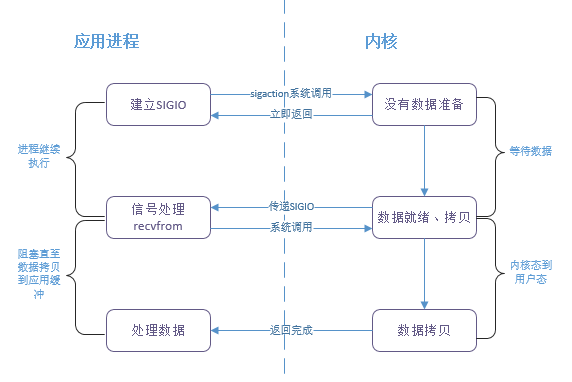 应用进程
内核
建立SIGIO
sigaction系统调用
立即返回
没有数据准备
进程继续
执行
等待数据
信号处理
recvfrom
传递SIGIO
系统调用
数据就绪、拷贝
阻塞直至
数据拷贝
到应用缓
冲
内核态到
用户态
处理数据
返回完成
数据拷贝